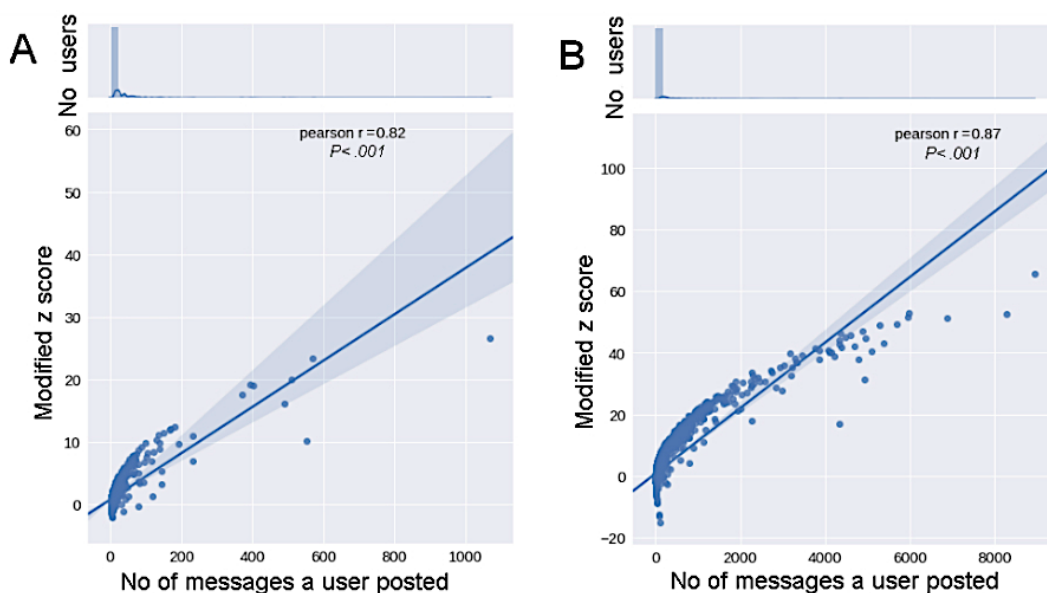 A
No users
pearson r=0.82
P< .001
60
50
40
30
20
10
0
Modified z score
0 200 400 600 800 1000
No of messages a user posted
B
No users
pearson r=0.87
P< .001
100
80
60
40
20
0
−20
Modified z score
0 2000 4000 6000 8000
No of messages a user posted